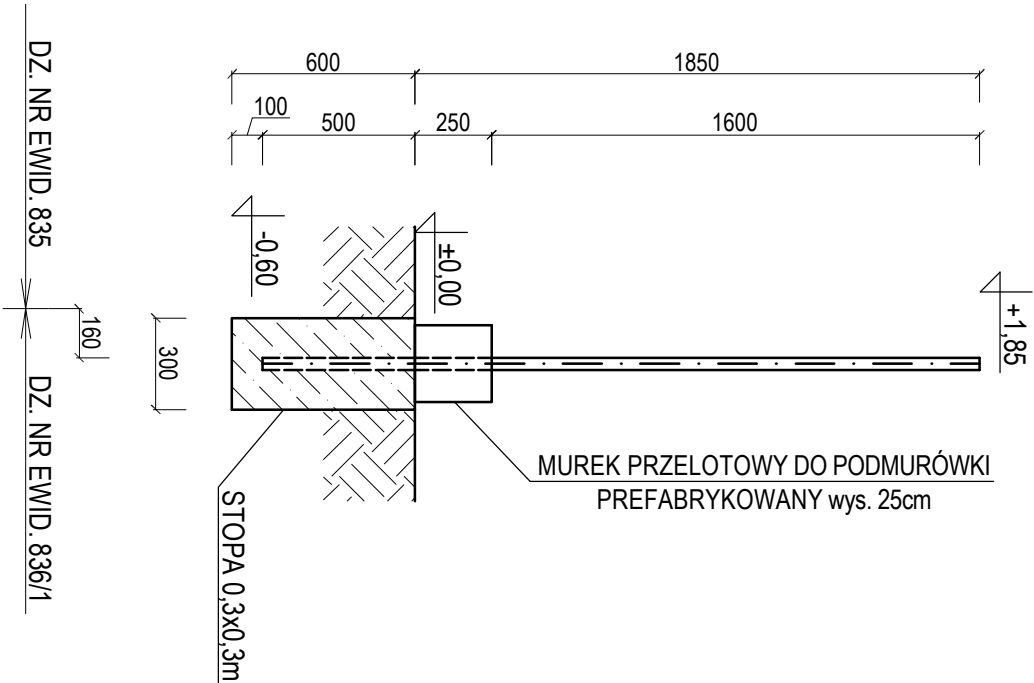 600
1850
100
500
250
1600
-0,60
±0,00
+1,85
DZ. NR EWID. 835
160
300
DZ. NR EWID. 836/1
MUREK PRZELOTOWY DO PODMURÓWKI
PREFABRYKOWANY wys. 25cm
STOPA 0,3x0,3m